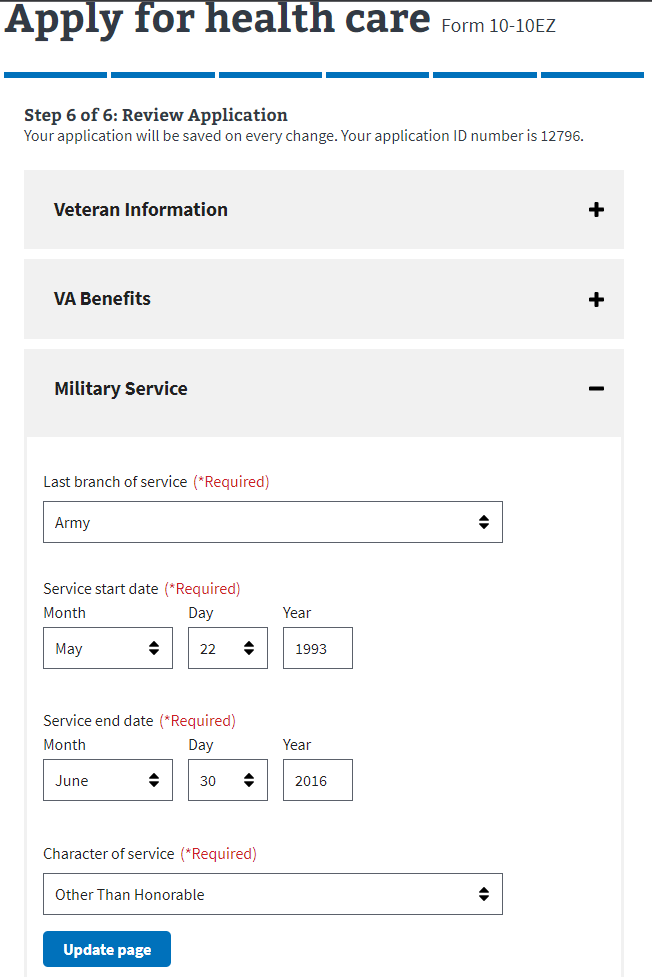 Apply for health care Form 10-10EZ
Step 6 of 6: Review Application
Your application will be saved on every change. Your application ID number is 12796.
Veteran Information
VA Benefits
Military Service
Last branch of service (*Required)
Army
Service start date (*Required)
Month Day Year
May 22 1993
Service end date (*Required)
Month Day Year
June 30 2016
Character of service (*Required)
Other Than Honorable
Update page